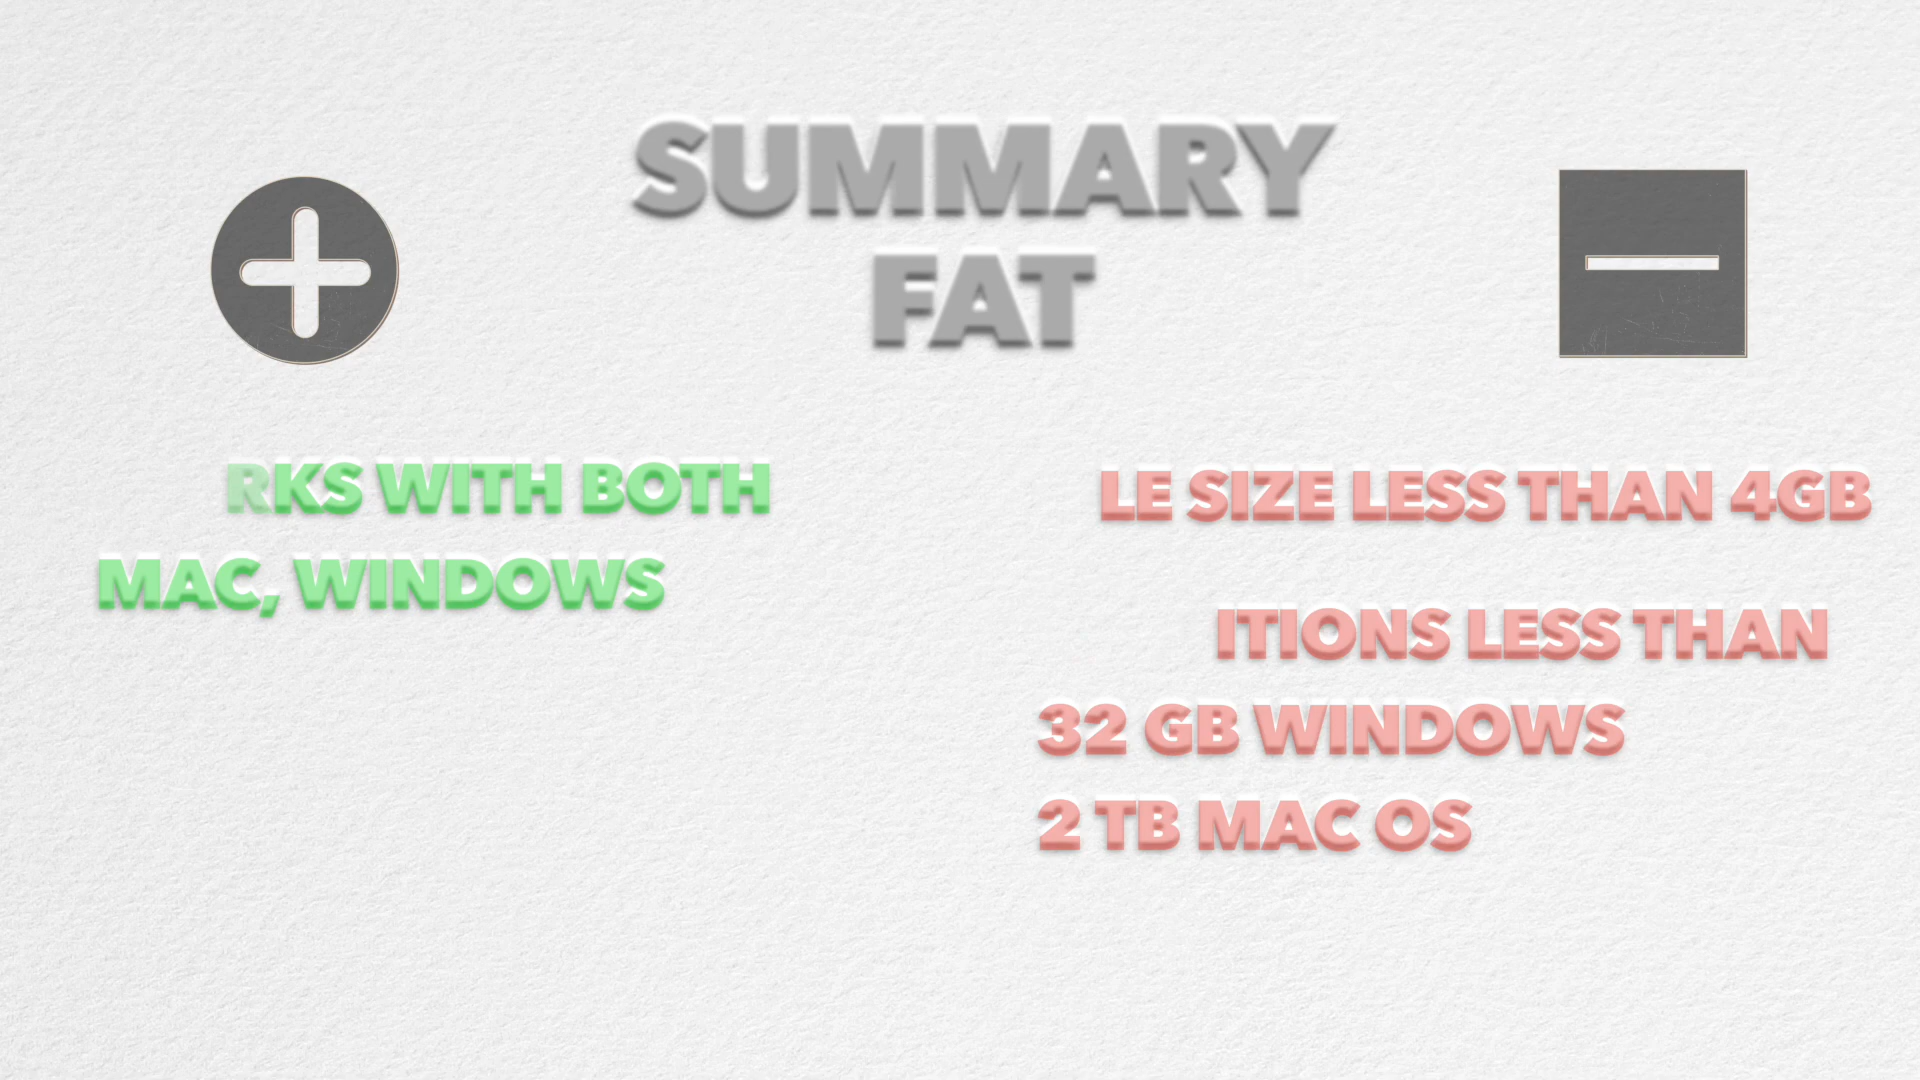 SUMMARY
FAT
RKS WITH BOTH
MAC, WINDOWS
LE SIZE LESS THAN 4GB
ITIONS LESS THAN
32 GB WINDOWS
2 TB MAC OS